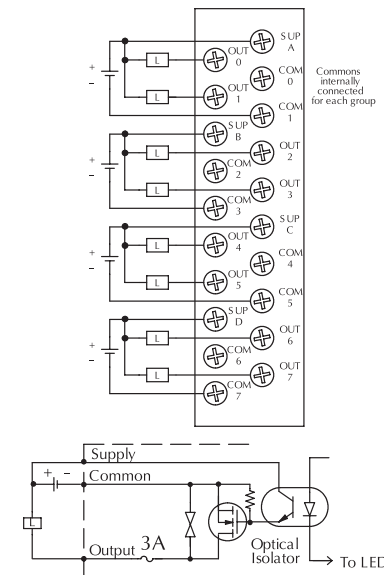 SUP
A
OUT
0
COM
0
OUT
1
COM
1
Commons
internally
connected
for each group
SUP
B
OUT
2
COM
2
OUT
3
COM
3
SUP
C
OUT
4
COM
4
OUT
5
COM
5
SUP
D
OUT
6
COM
6
OUT
7
COM
7
+
-
L
L
+
-
L
L
+
-
L
L
+
-
L
L
Supply
+ -
Common
L
Output 3A
Optical
Isolator
To LED